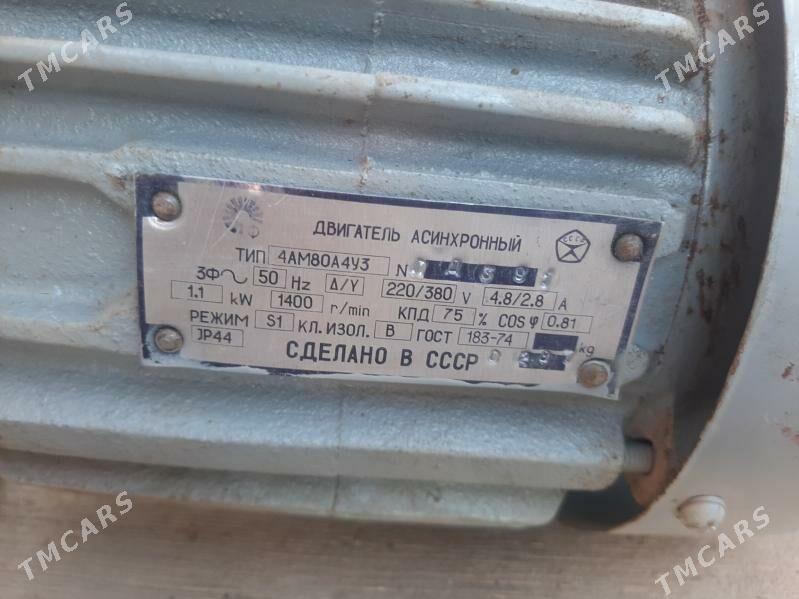 TMCARS
TMCARS
ДВИГАТЕЛЬ АСИНХРОННЫЙ
ТИП 4АМ80А4У3 N
3Ф 50 Hz Δ/Y 220/380 V 4.8/2.8 A
1.1 kW 1400 r/min КПД 75 % COS φ 0.81
РЕЖИМ S1 КЛ. ИЗОЛ. B ГОСТ 183-74 kg
JP44 СДЕЛАНО В СССР
TMCARS
TMCARS